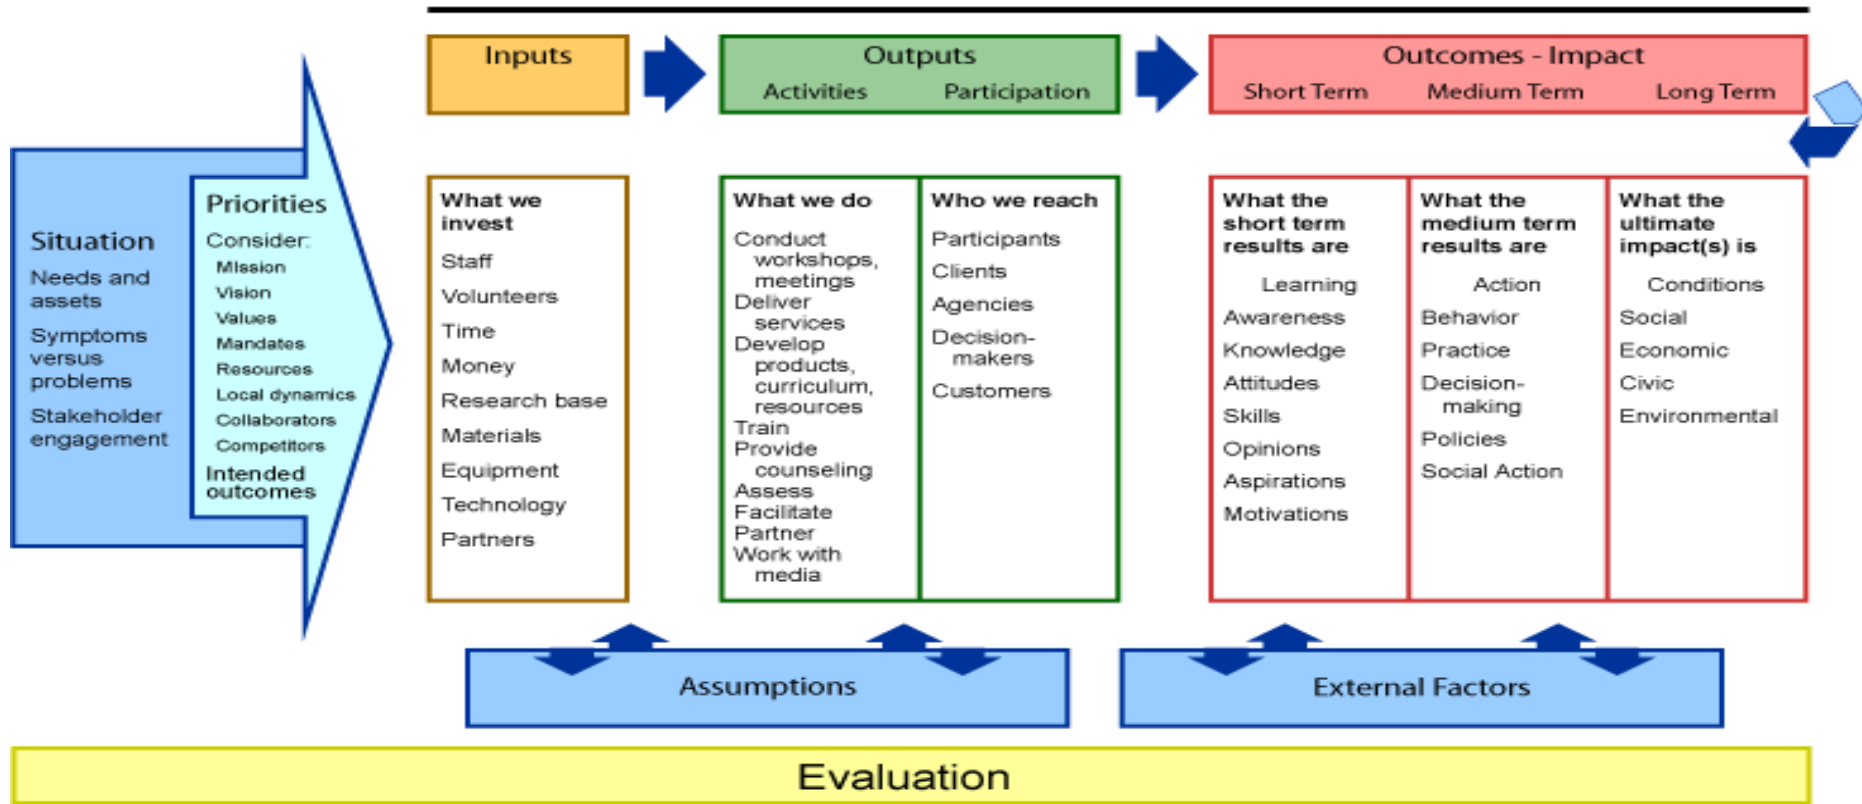 Inputs
Outputs
Activities Participation
Outcomes - Impact
Short Term Medium Term Long Term
Situation
Needs and
assets
Symptoms
versus
problems
Stakeholder
engagement
Priorities
Consider:
MIssion
Vision
Values
Mandates
Resources
Local dynamics
Collaborators
Competitors
Intended
outcomes
What we
invest
Staff
Volunteers
Time
Money
Research base
Materials
Equipment
Technology
Partners
What we do
Conduct
workshops,
meetings
Deliver
services
Develop
products,
curriculum,
resources
Train
Provide
counseling
Assess
Facilitate
Partner
Work with
media
Who we reach
Participants
Clients
Agencies
Decision-
makers
Customers
What the
short term
results are
Learning
Awareness
Knowledge
Attitudes
Skills
Opinions
Aspirations
Motivations
What the
medium term
results are
Action
Behavior
Practice
Decision-
making
Policies
Social Action
What the
ultimate
impact(s) is
Conditions
Social
Economic
Civic
Environmental
Assumptions
External Factors
Evaluation